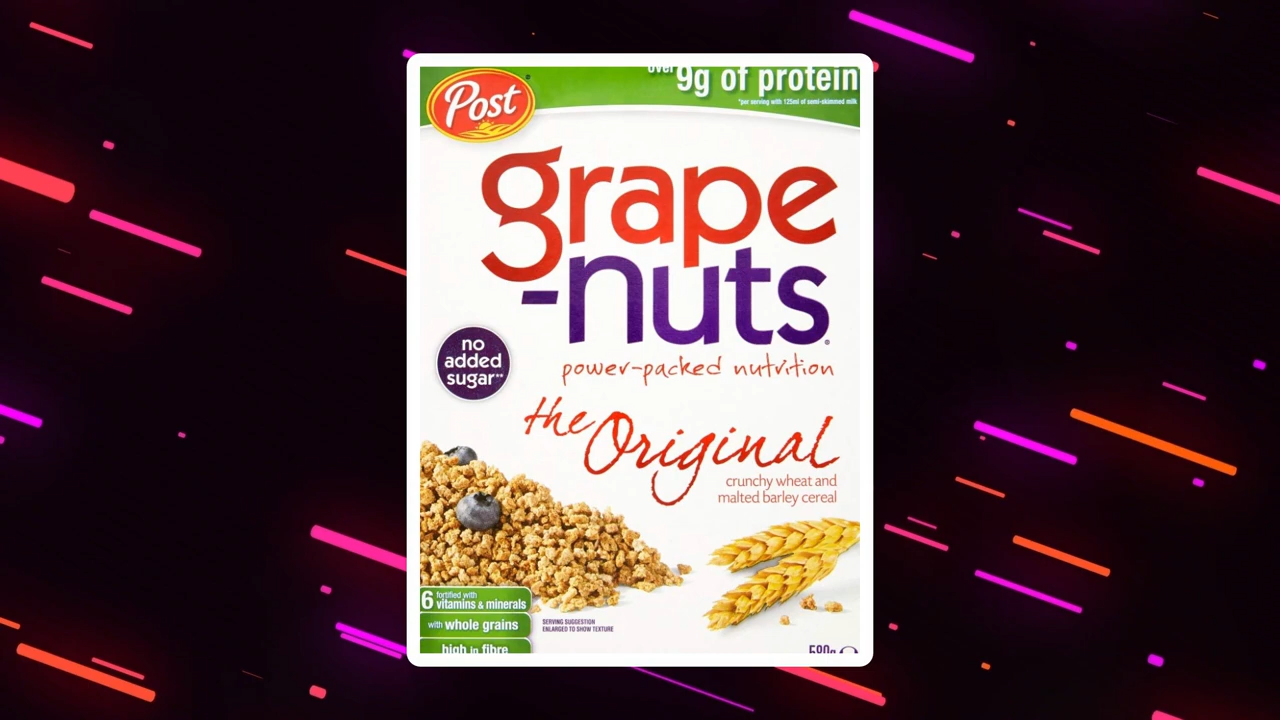 Post
over 9g of protein
*per serving with 125ml of semi-skimmed milk
grape
-nuts®
power-packed nutrition
no
added
sugar**
the Original
crunchy wheat and
malted barley cereal
6 fortified with
vitamins & minerals
with whole grains
high in fibre
SERVING SUGGESTION
ENLARGED TO SHOW TEXTURE
580g